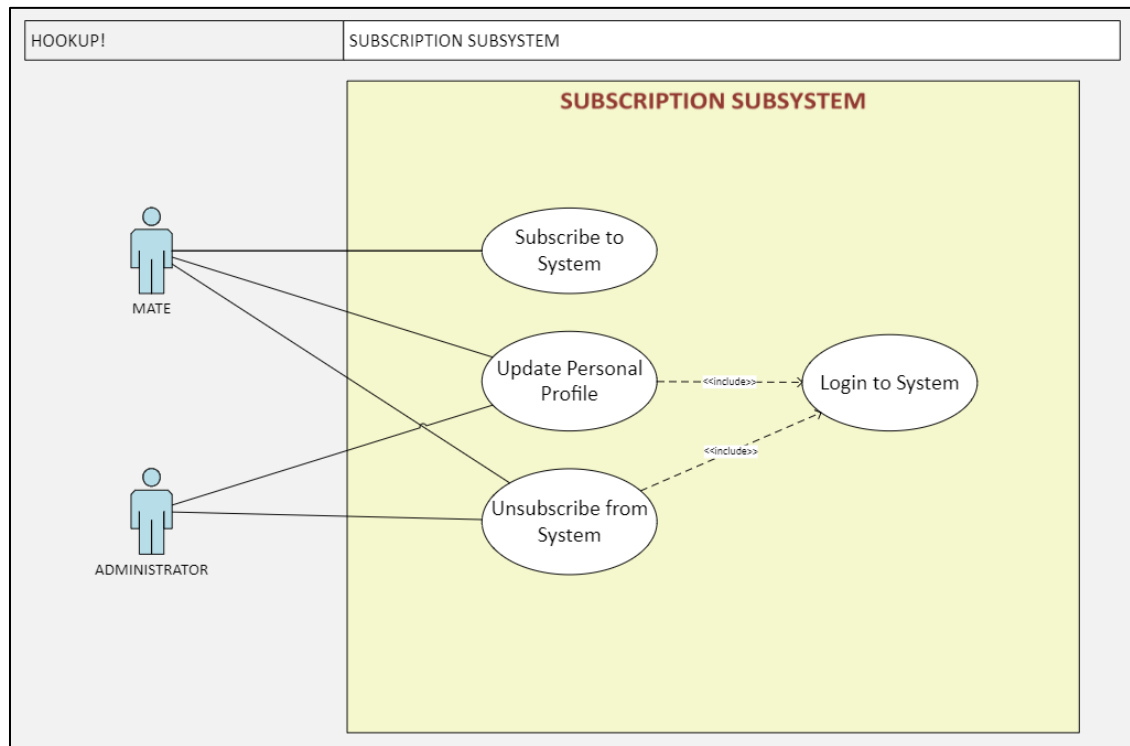 HOOKUP!
SUBSCRIPTION SUBSYSTEM
SUBSCRIPTION SUBSYSTEM
Subscribe to
System
MATE
Update Personal
Profile
<<include>>
Login to System
<<include>>
Unsubscribe from
System
ADMINISTRATOR